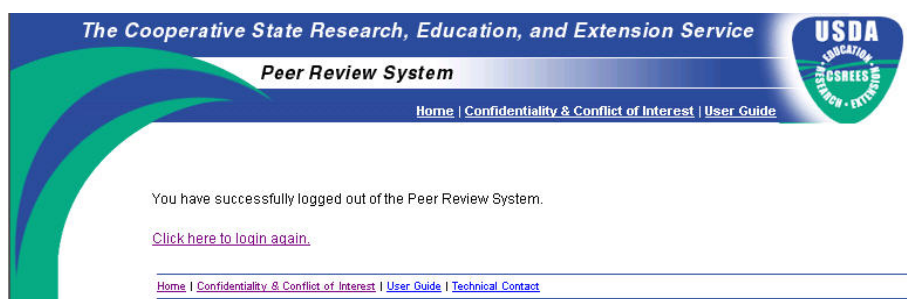 The Cooperative State Research, Education, and Extension Service
USDA
EDUCATION
CSREES
RESEARCH - EXTENSION
Peer Review System
Home | Confidentiality & Conflict of Interest | User Guide
You have successfully logged out of the Peer Review System.
Click here to login again.
Home | Confidentiality & Conflict of Interest | User Guide | Technical Contact